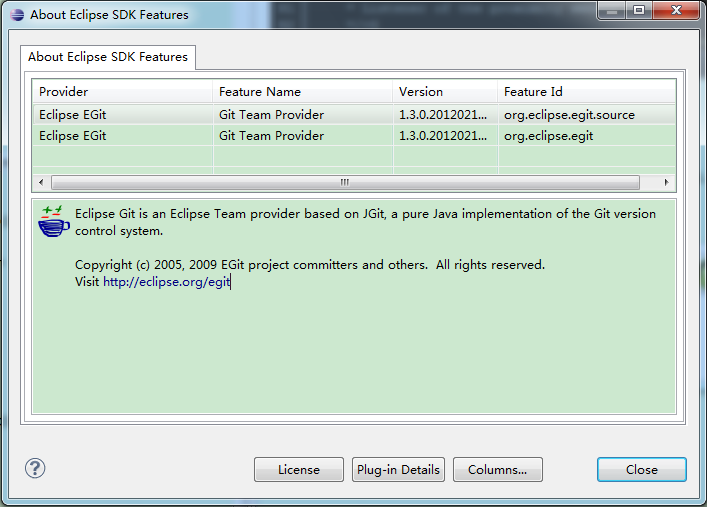 About Eclipse SDK Features
About Eclipse SDK Features
Provider Feature Name Version Feature Id
Eclipse EGit Git Team Provider 1.3.0.2012021... org.eclipse.egit.source
Eclipse EGit Git Team Provider 1.3.0.2012021... org.eclipse.egit
Eclipse Git is an Eclipse Team provider based on JGit, a pure Java implementation of the Git version
control system.
Copyright (c) 2005, 2009 EGit project committers and others.  All rights reserved.
Visit http://eclipse.org/egit
? License Plug-in Details Columns... Close